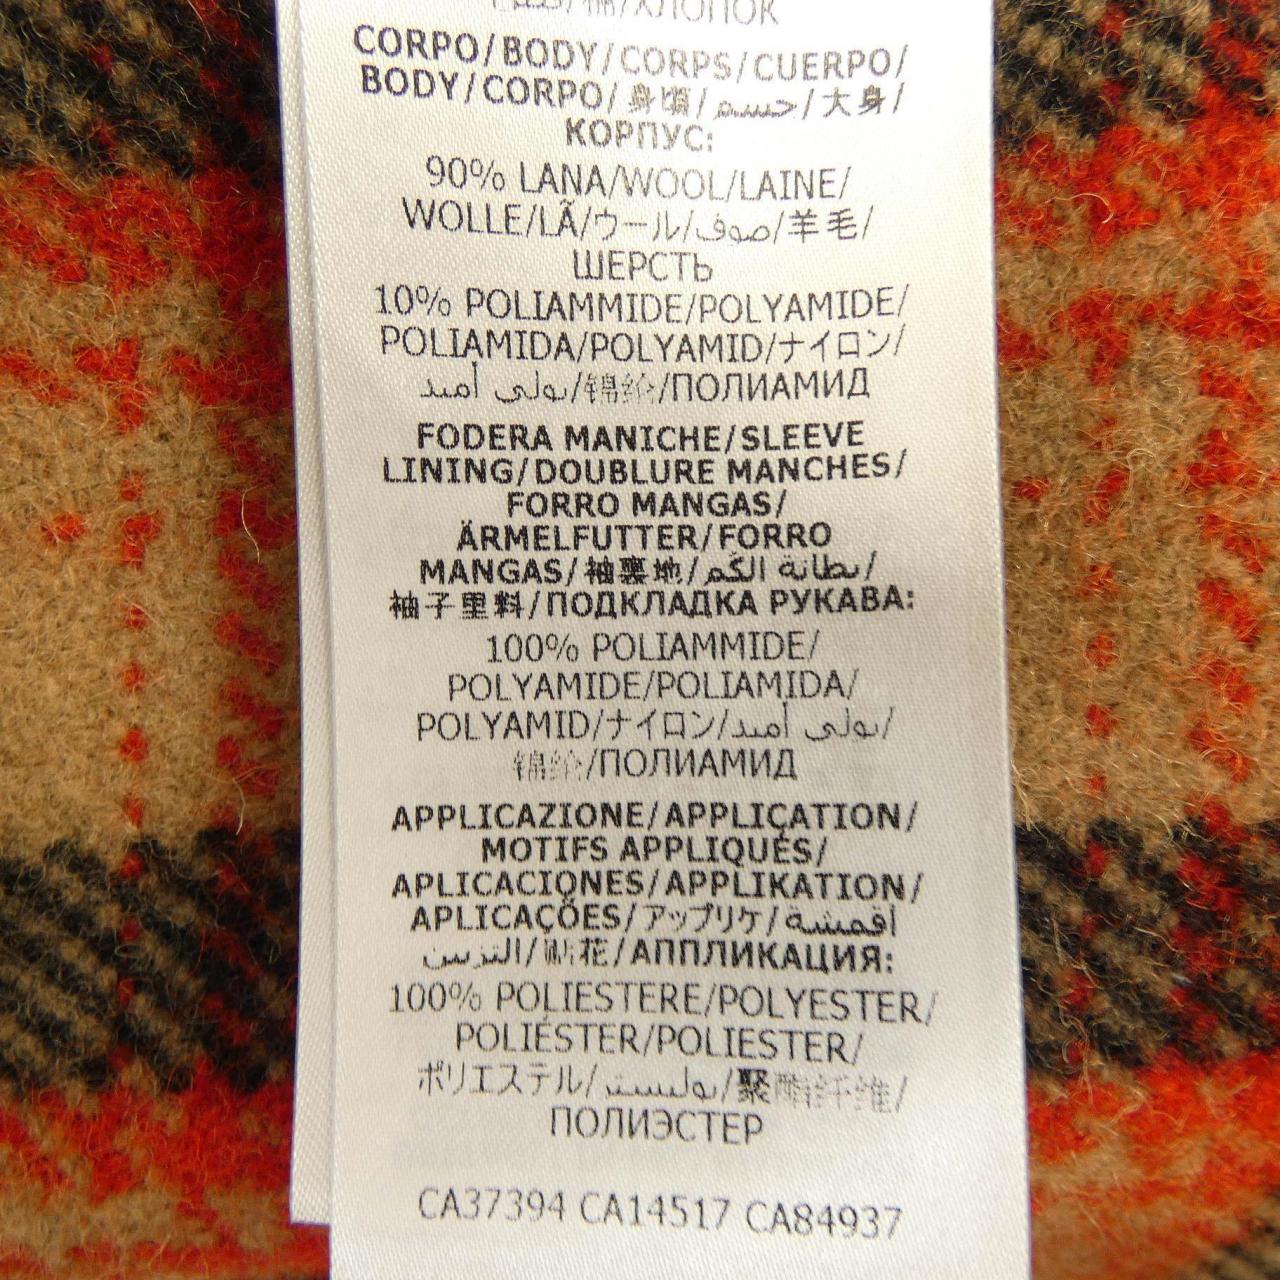 棉/ХЛОПОК
CORPO/BODY/CORPS/CUERPO/
BODY/CORPO/身頃/جسم/大身/
КОРПУС:
90% LANA/WOOL/LAINE/
WOLLE/LÃ/ウール/صوف/羊毛/
ШЕРСТЬ
10% POLIAMMIDE/POLYAMIDE/
POLIAMIDA/POLYAMID/ナイロン/
بولي أميد/锦纶/ПОЛИАМИД
FODERA MANICHE/SLEEVE
LINING/DOUBLURE MANCHES/
FORRO MANGAS/
ÄRMELFUTTER/FORRO
MANGAS/袖裏地/بطانة الكم/
袖子里料/ПОДКЛАДКА РУКАВА:
100% POLIAMMIDE/
POLYAMIDE/POLIAMIDA/
POLYAMID/ナイロン/بولي أميد/
锦纶/ПОЛИАМИД
APPLICAZIONE/APPLICATION/
MOTIFS APPLIQUÉS/
APLICACIONES/APPLIKATION/
APLICAÇÕES/アップリケ/أقمشة
التزيين/贴花/АППЛИКАЦИЯ:
100% POLIESTERE/POLYESTER/
POLIÉSTER/POLIESTER/
ポリエステル/بوليستر/聚酯纤维/
ПОЛИЭСТЕР
CA37394 CA14517 CA84937